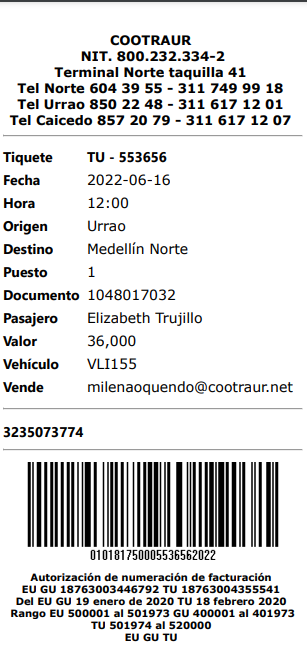 COOTRAUR
NIT. 800.232.334-2
Terminal Norte taquilla 41
Tel Norte 604 39 55 - 311 749 99 18
Tel Urrao 850 22 48 - 311 617 12 01
Tel Caicedo 857 20 79 - 311 617 12 07
Tiquete TU - 553656
Fecha 2022-06-16
Hora 12:00
Origen Urrao
Destino Medellín Norte
Puesto 1
Documento 1048017032
Pasajero Elizabeth Trujillo
Valor 36,000
Vehículo VLI155
Vende milenaoquendo@cootraur.net
3235073774
010181750005536562022
Autorización de numeración de facturación
EU GU 18763003446792 TU 18763004355541
Del EU GU 19 enero de 2020 TU 18 febrero 2020
Rango EU 500001 al 501973 GU 400001 al 401973
TU 501974 al 520000
EU GU TU